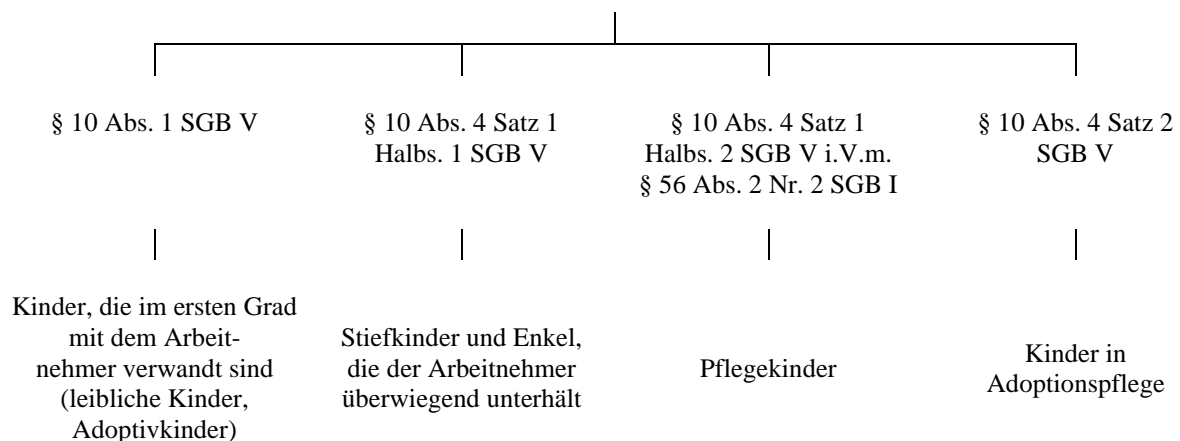 § 10 Abs. 1 SGB V
§ 10 Abs. 4 Satz 1
Halbs. 1 SGB V
§ 10 Abs. 4 Satz 1
Halbs. 2 SGB V i.V.m.
§ 56 Abs. 2 Nr. 2 SGB I
§ 10 Abs. 4 Satz 2
SGB V
Kinder, die im ersten Grad
mit dem Arbeit-
nehmer verwandt sind
(leibliche Kinder,
Adoptivkinder)
Stiefkinder und Enkel,
die der Arbeitnehmer
überwiegend unterhält
Pflegekinder
Kinder in
Adoptionspflege